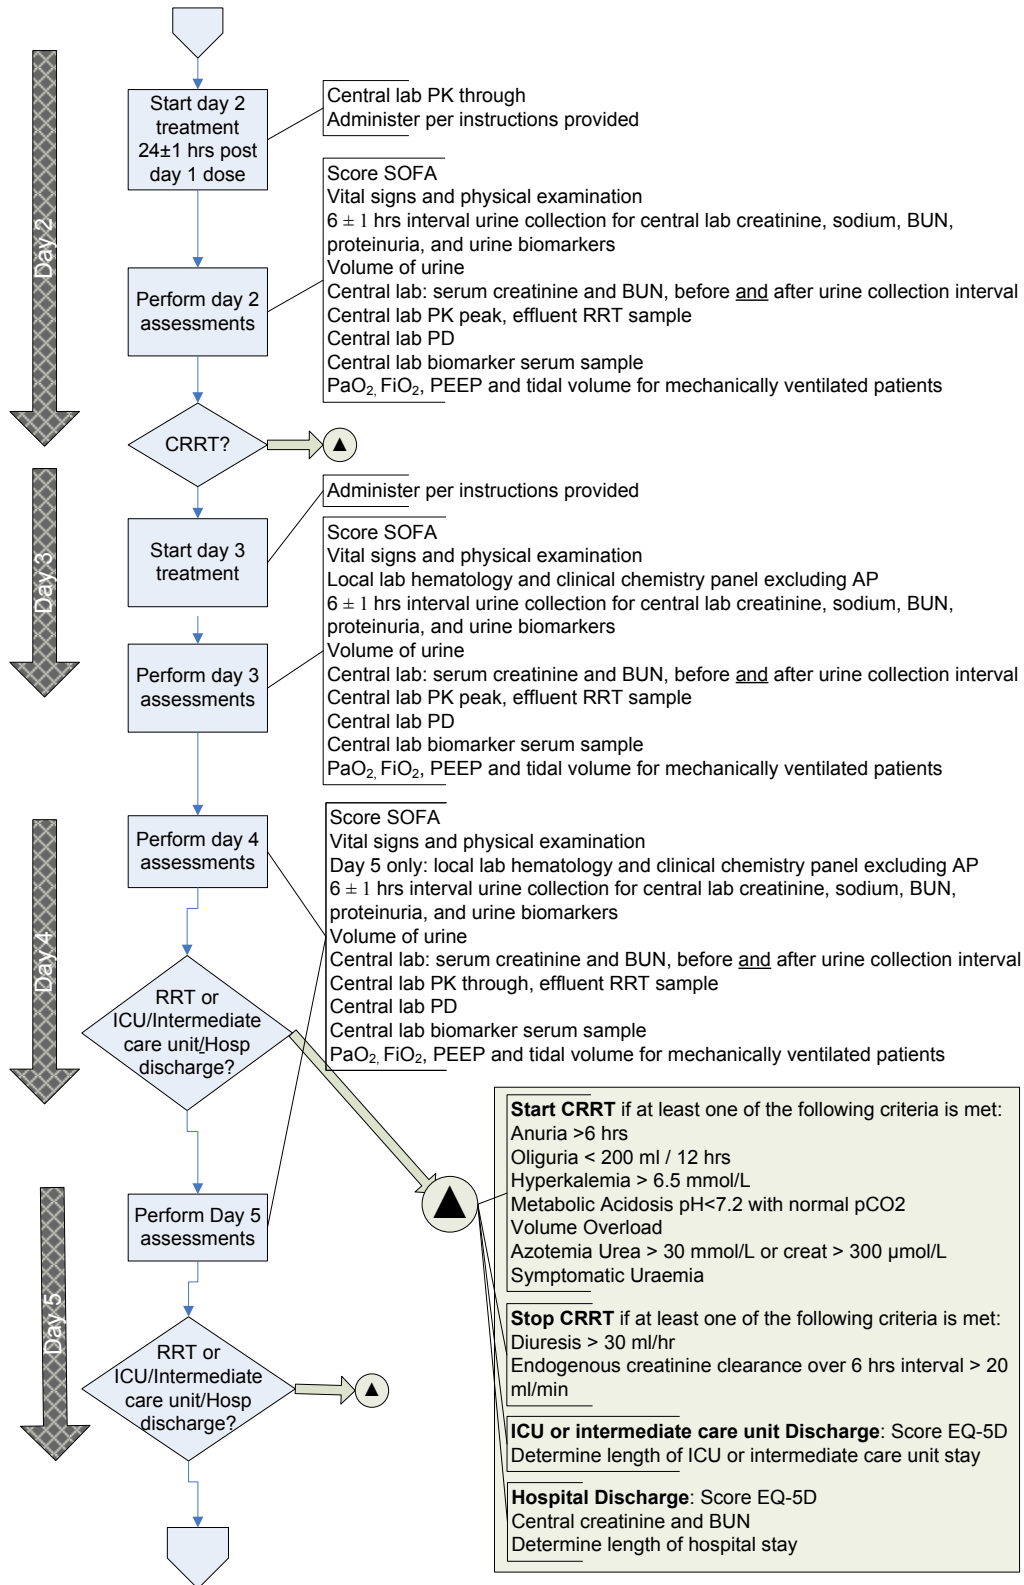 Day 2
Start day 2
treatment
24±1 hrs post
day 1 dose
Central lab PK through
Administer per instructions provided
Perform day 2
assessments
Score SOFA
Vital signs and physical examination
6 ± 1 hrs interval urine collection for central lab creatinine, sodium, BUN,
proteinuria, and urine biomarkers
Volume of urine
Central lab: serum creatinine and BUN, before and after urine collection interval
Central lab PK peak, effluent RRT sample
Central lab PD
Central lab biomarker serum sample
PaO2, FiO2, PEEP and tidal volume for mechanically ventilated patients
CRRT?
▲
Day 3
Start day 3
treatment
Administer per instructions provided
Perform day 3
assessments
Score SOFA
Vital signs and physical examination
Local lab hematology and clinical chemistry panel excluding AP
6 ± 1 hrs interval urine collection for central lab creatinine, sodium, BUN,
proteinuria, and urine biomarkers
Volume of urine
Central lab: serum creatinine and BUN, before and after urine collection interval
Central lab PK peak, effluent RRT sample
Central lab PD
Central lab biomarker serum sample
PaO2, FiO2, PEEP and tidal volume for mechanically ventilated patients
Day 4
Perform day 4
assessments
Score SOFA
Vital signs and physical examination
Day 5 only: local lab hematology and clinical chemistry panel excluding AP
6 ± 1 hrs interval urine collection for central lab creatinine, sodium, BUN,
proteinuria, and urine biomarkers
Volume of urine
Central lab: serum creatinine and BUN, before and after urine collection interval
Central lab PK through, effluent RRT sample
Central lab PD
Central lab biomarker serum sample
PaO2, FiO2, PEEP and tidal volume for mechanically ventilated patients
RRT or
ICU/Intermediate
care unit/Hosp
discharge?
▲
Start CRRT if at least one of the following criteria is met:
Anuria >6 hrs
Oliguria < 200 ml / 12 hrs
Hyperkalemia > 6.5 mmol/L
Metabolic Acidosis pH<7.2 with normal pCO2
Volume Overload
Azotemia Urea > 30 mmol/L or creat > 300 µmol/L
Symptomatic Uraemia
Stop CRRT if at least one of the following criteria is met:
Diuresis > 30 ml/hr
Endogenous creatinine clearance over 6 hrs interval > 20
ml/min
ICU or intermediate care unit Discharge: Score EQ-5D
Determine length of ICU or intermediate care unit stay
Hospital Discharge: Score EQ-5D
Central creatinine and BUN
Determine length of hospital stay
Day 5
Perform Day 5
assessments
RRT or
ICU/Intermediate
care unit/Hosp
discharge?
▲